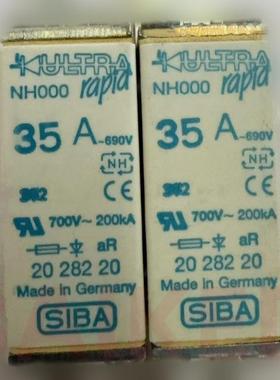 ULTRA ULTRA
rapid rapid
NH000 NH000
35 A~690V 35 A~690V
NH NH
CE CE
700V~ 200kA 700V~ 200kA
aR aR
20 282 20 20 282 20
Made in Germany Made in Germany
SIBA SIBA